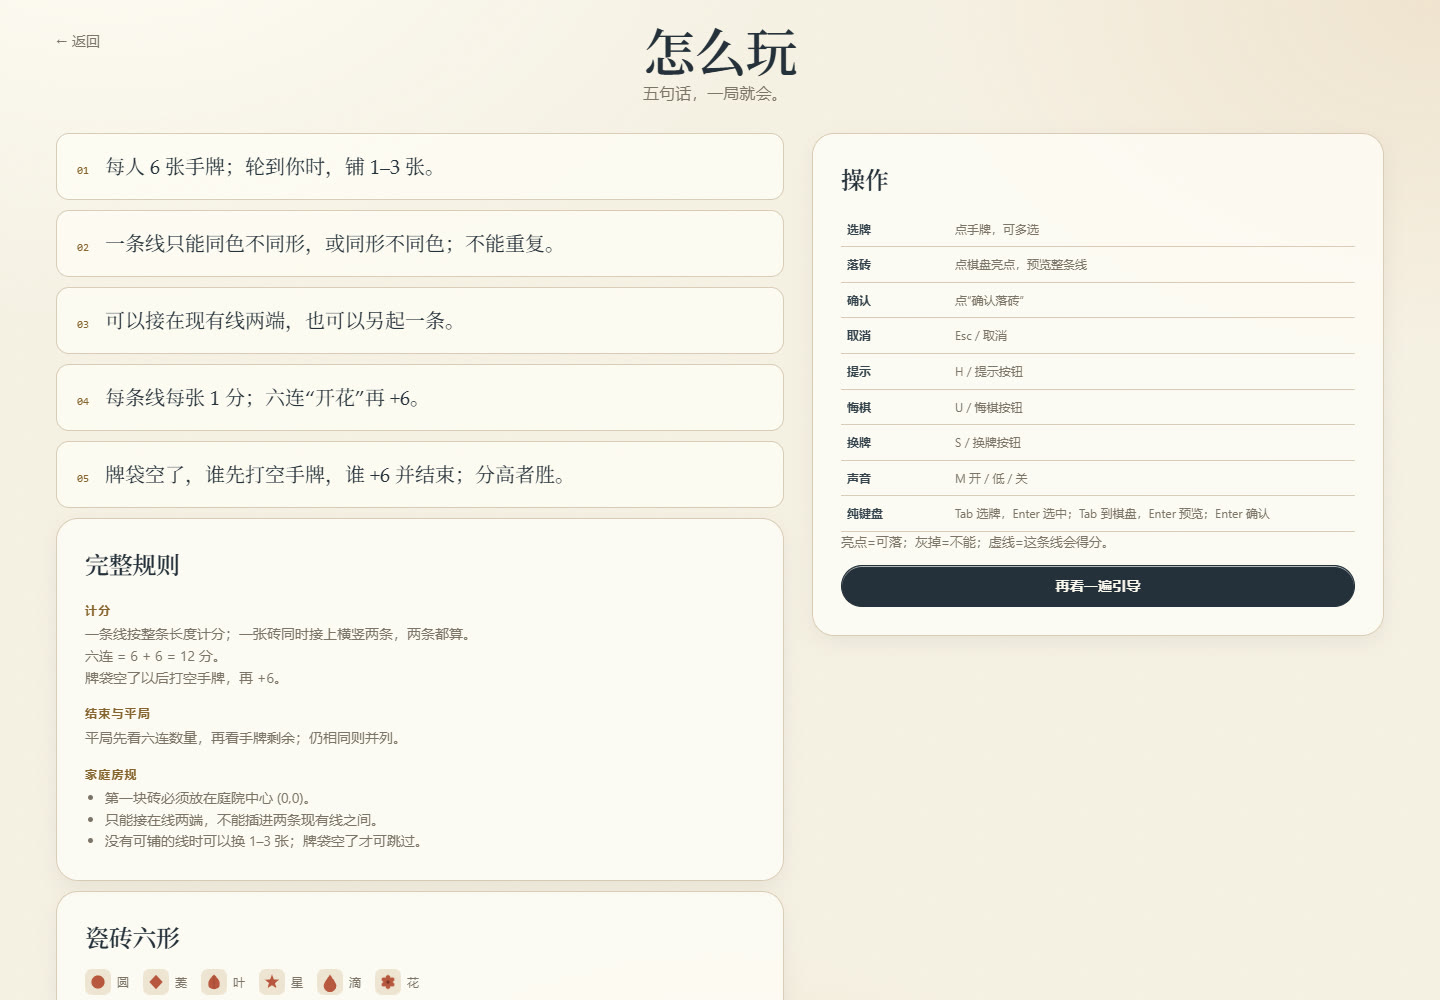 ← 返回
怎么玩
五句话，一局就会。
01 每人 6 张手牌；轮到你时，铺 1–3 张。
02 一条线只能同色不同形，或同形不同色；不能重复。
03 可以接在现有线两端，也可以另起一条。
04 每条线每张 1 分；六连“开花”再 +6。
05 牌袋空了，谁先打空手牌，谁 +6 并结束；分高者胜。
完整规则
计分
一条线按整条长度计分；一张砖同时接上横竖两条，两条都算。
六连 = 6 + 6 = 12 分。
牌袋空了以后打空手牌，再 +6。
结束与平局
平局先看六连数量，再看手牌剩余；仍相同则并列。
家庭房规
• 第一块砖必须放在庭院中心 (0,0)。
• 只能接在线两端，不能插进两条现有线之间。
• 没有可铺的线时可以换 1–3 张；牌袋空了才可跳过。
瓷砖六形
圆 菱 叶 星 滴 花
操作
选牌 点手牌，可多选
落砖 点棋盘亮点，预览整条线
确认 点“确认落砖”
取消 Esc / 取消
提示 H / 提示按钮
悔棋 U / 悔棋按钮
换牌 S / 换牌按钮
声音 M 开 / 低 / 关
纯键盘 Tab 选牌，Enter 选中；Tab 到棋盘，Enter 预览；Enter 确认
亮点=可落；灰掉=不能；虚线=这条线会得分。
再看一遍引导